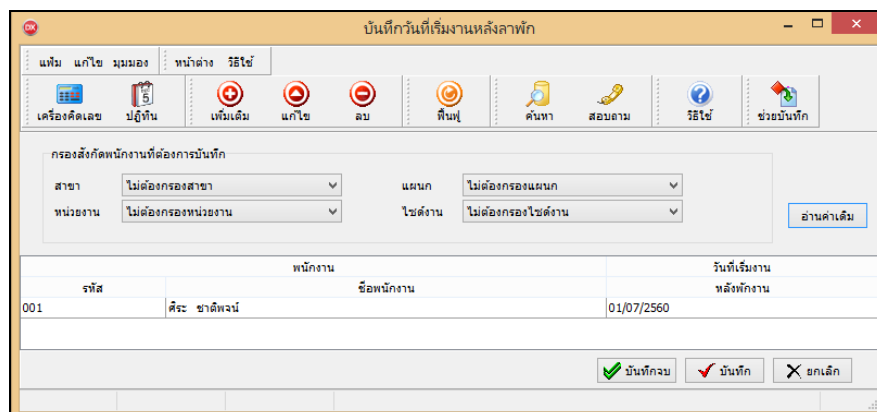 บันทึกวันที่เริ่มงานหลังลาพัก
แฟ้ม แก้ไข มุมมอง หน้าต่าง วิธีใช้
เครื่องคิดเลข ปฏิทิน เพิ่มเติม แก้ไข ลบ ฟื้นฟู ค้นหา สอบถาม วิธีใช้ ช่วยบันทึก
กรองสังกัดพนักงานที่ต้องการบันทึก
สาขา ไม่ต้องกรองสาขา แผนก ไม่ต้องกรองแผนก
หน่วยงาน ไม่ต้องกรองหน่วยงาน ไซด์งาน ไม่ต้องกรองไซด์งาน
อ่านค่าเดิม
พนักงาน วันที่เริ่มงาน
รหัส ชื่อพนักงาน หลังพักงาน
001 ศิระ ชาติพจน์ 01/07/2560
บันทึกจบ บันทึก ยกเลิก